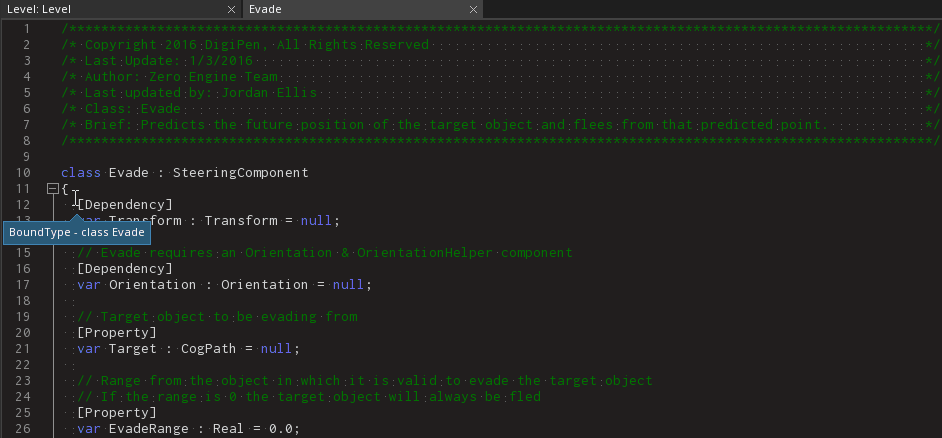 Level: Level
Evade
1 /************************************************************************************************************/
2 /* Copyright 2016 DigiPen, All Rights Reserved */
3 /* Last Update: 1/3/2016 */
4 /* Author: Zero Engine Team */
5 /* Last updated by: Jordan Ellis */
6 /* Class: Evade */
7 /* Brief: Predicts the future position of the target object and flees from that predicted point. */
8 /************************************************************************************************************/
9
10 class Evade : SteeringComponent
11 {
12 [Dependency]
13 var Transform : Transform = null;
BoundType - class Evade
15 // Evade requires an Orientation & OrientationHelper component
16 [Dependency]
17 var Orientation : Orientation = null;
18
19 // Target object to be evading from
20 [Property]
21 var Target : CogPath = null;
22
23 // Range from the object in which it is valid to evade the target object
24 // If the range is 0 the target object will always be fled
25 [Property]
26 var EvadeRange : Real = 0.0;